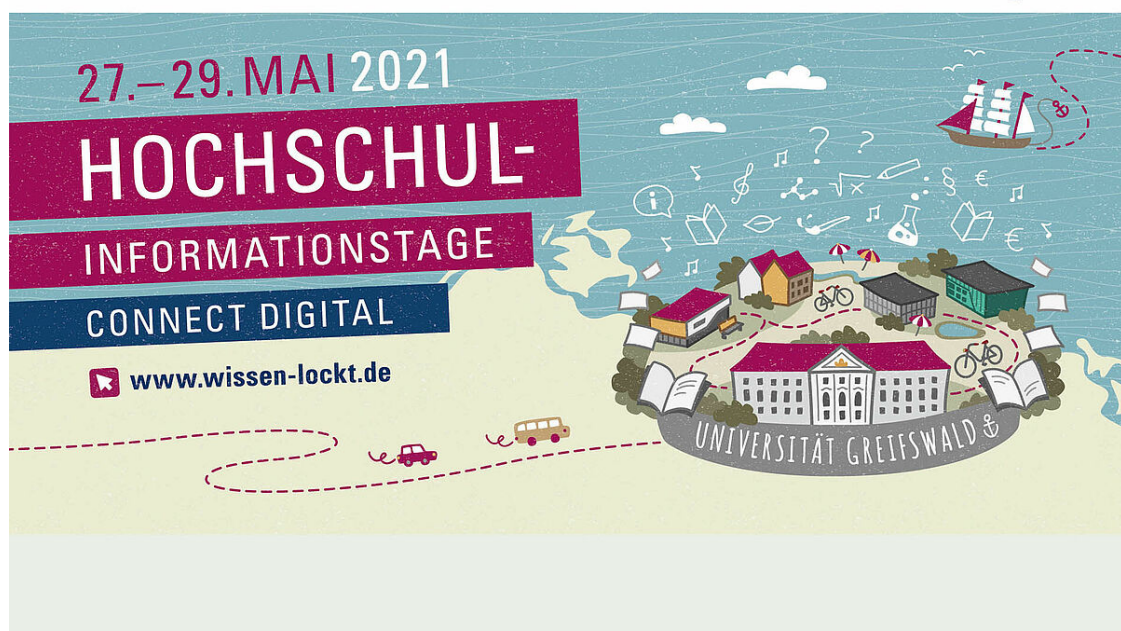 27.–29. MAI 2021
HOCHSCHUL-
INFORMATIONSTAGE
CONNECT DIGITAL
www.wissen-lockt.de
UNIVERSITÄT GREIFSWALD